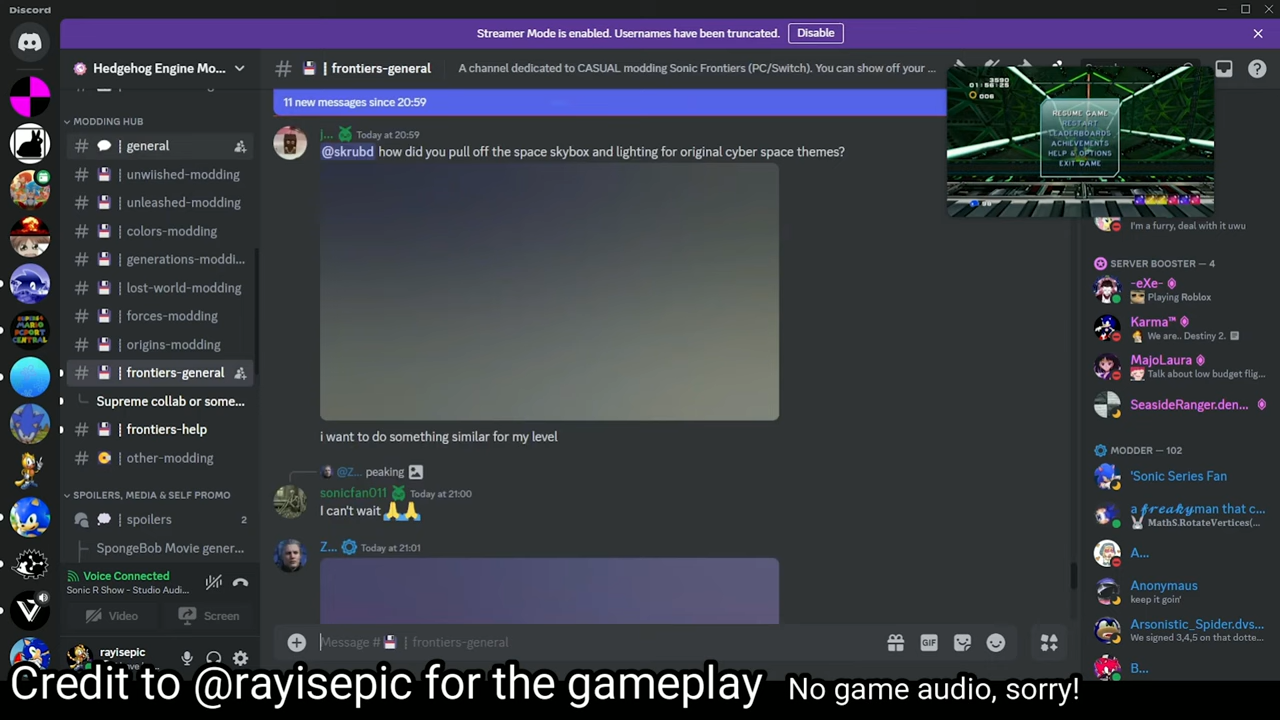 Discord
Streamer Mode is enabled. Usernames have been truncated.
Disable
Hedgehog Engine Mo...
| frontiers-general
A channel dedicated to CASUAL modding Sonic Frontiers (PC/Switch). You can show off your ...
MODDING HUB
# | general
# | unwiished-modding
# | unleashed-modding
# | colors-modding
# | generations-moddi...
# | lost-world-modding
# | forces-modding
# | origins-modding
# | frontiers-general
Supreme collab or some...
# | frontiers-help
# | other-modding
SPOILERS, MEDIA & SELF PROMO
| spoilers
2
SpongeBob Movie gener...
Voice Connected
Sonic R Show - Studio Audi...
Video
Screen
rayisepic
11 new messages since 20:59
j... Today at 20:59
@skrubd how did you pull off the space skybox and lighting for original cyber space themes?
i want to do something similar for my level
@Z... peaking
sonicfan011 Today at 21:00
I can't wait 🙏🙏
Z... Today at 21:01
Message # | frontiers-general
GIF
3590
01:56:25
006
RESUME GAME
RESTART
LEADERBOARDS
ACHIEVEMENTS
HELP & OPTIONS
EXIT GAME
I'm a furry, deal with it uwu
SERVER BOOSTER — 4
-eXe-
Playing Roblox
Karma™
We are.. Destiny 2.
MajoLaura
Talk about low budget flig...
SeasideRanger.den...
MODDER — 102
'Sonic Series Fan
a 𝓯𝓻𝓮𝓪𝓴𝔂man that c...
MathS.RotateVertices(...
A...
Anonymaus
keep it goin'
Arsonistic_Spider.dvs...
We signed 3,4,5 on that dotte...
B...
Credit to @rayisepic for the gameplay
No game audio, sorry!